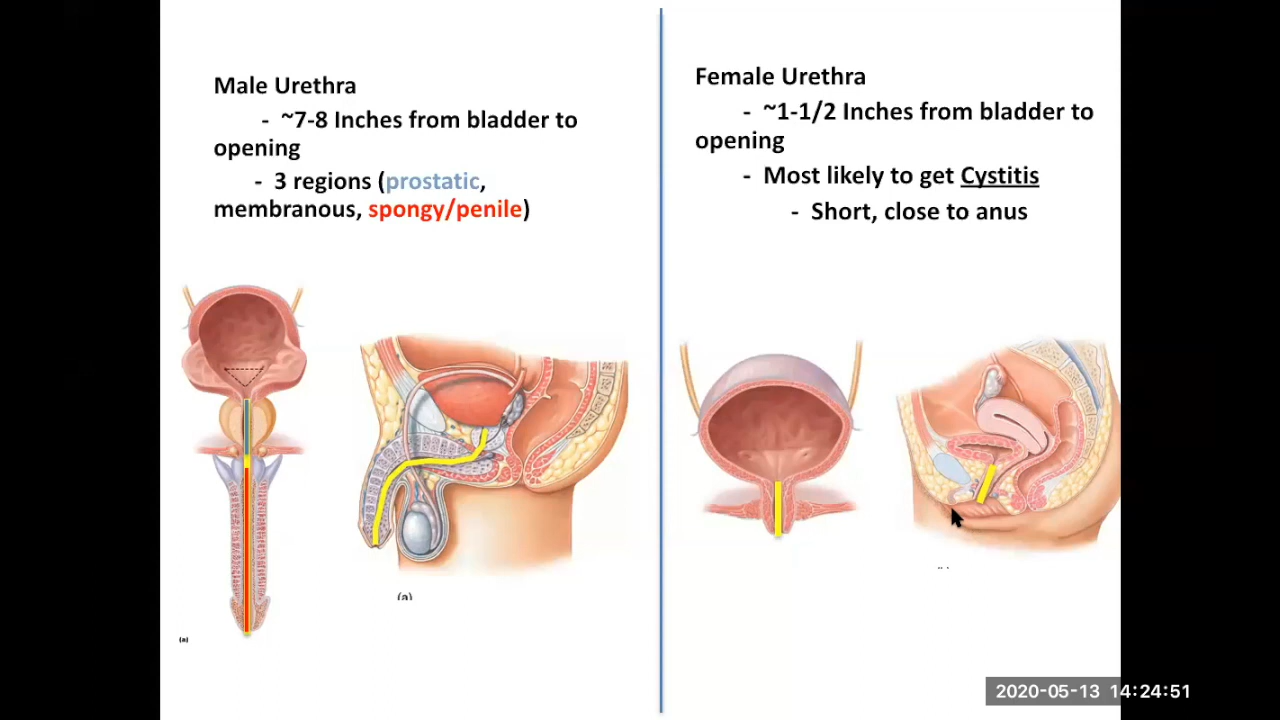 Male Urethra
- ~7-8 Inches from bladder to
opening
- 3 regions (prostatic,
membranous, spongy/penile)
(a)
(a)
Female Urethra
- ~1-1/2 Inches from bladder to
opening
- Most likely to get Cystitis
- Short, close to anus
2020-05-13 14:24:51